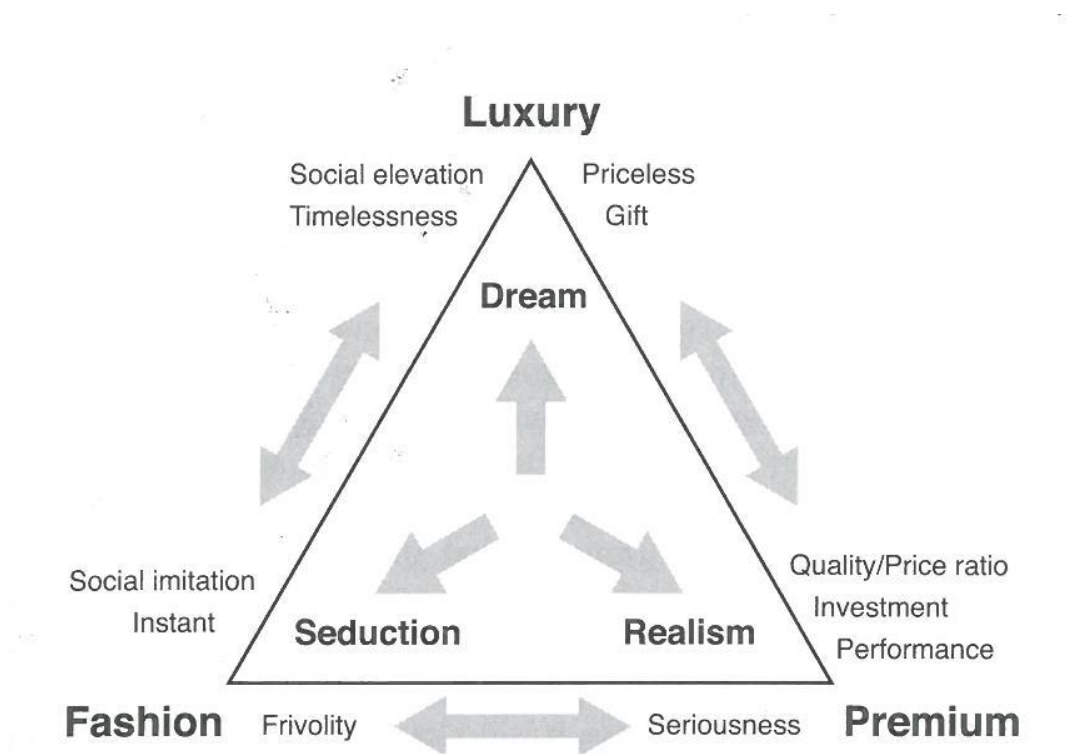 Luxury
Social elevation Priceless
Timelessness Gift
Dream
Social imitation Quality/Price ratio
Instant Investment
Seduction Realism Performance
Fashion Frivolity Seriousness Premium